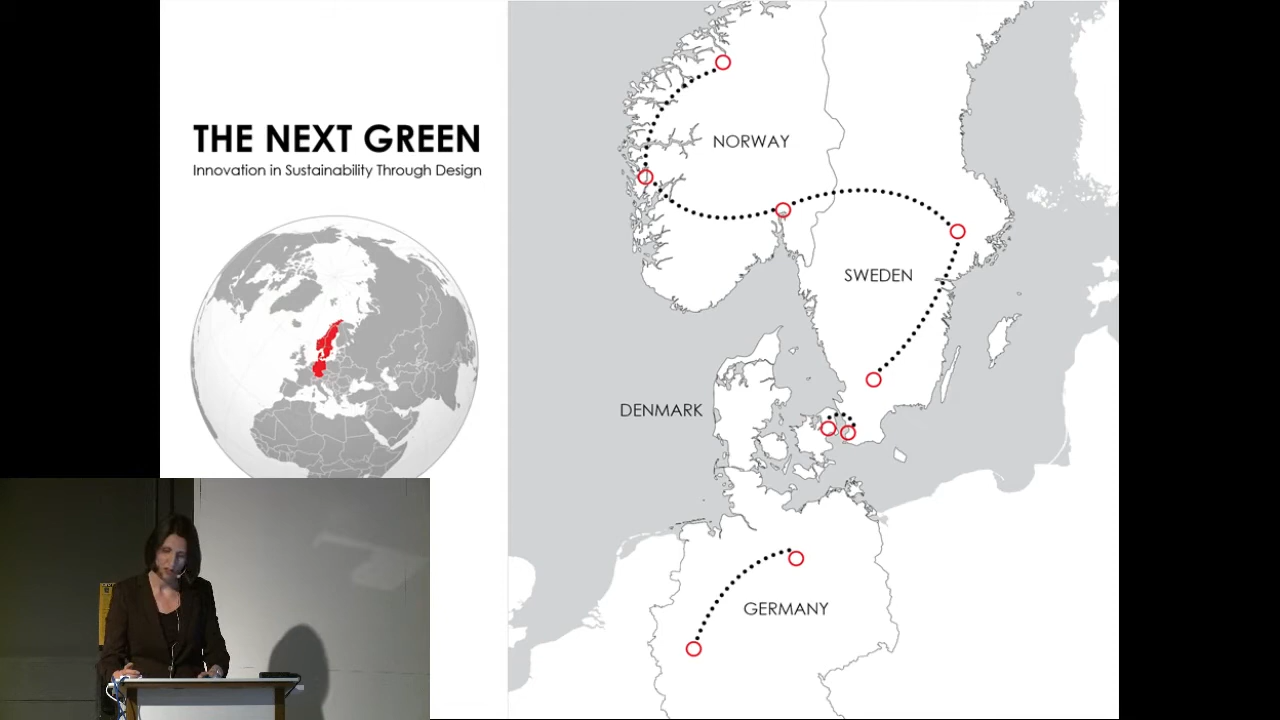 THE NEXT GREEN
Innovation in Sustainability Through Design
NORWAY
SWEDEN
DENMARK
GERMANY